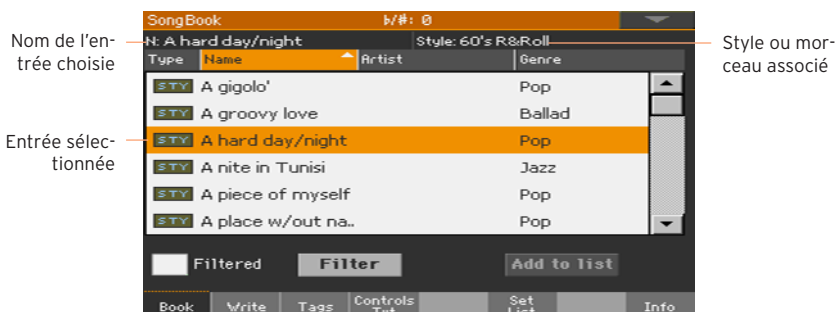 SongBook ♭/#: 0
N: A hard day/night Style: 60's R&Roll
Type Name Artist Genre
STY A gigolo' Pop
STY A groovy love Ballad
STY A hard day/night Pop
STY A nite in Tunisi Jazz
STY A piece of myself Pop
STY A place w/out na.. Pop
Filtered Filter Add to list
Book Write Tags Controls Txt Set List Info
Nom de l'en-
trée choisie
Entrée sélec-
tionnée
Style ou mor-
ceau associé